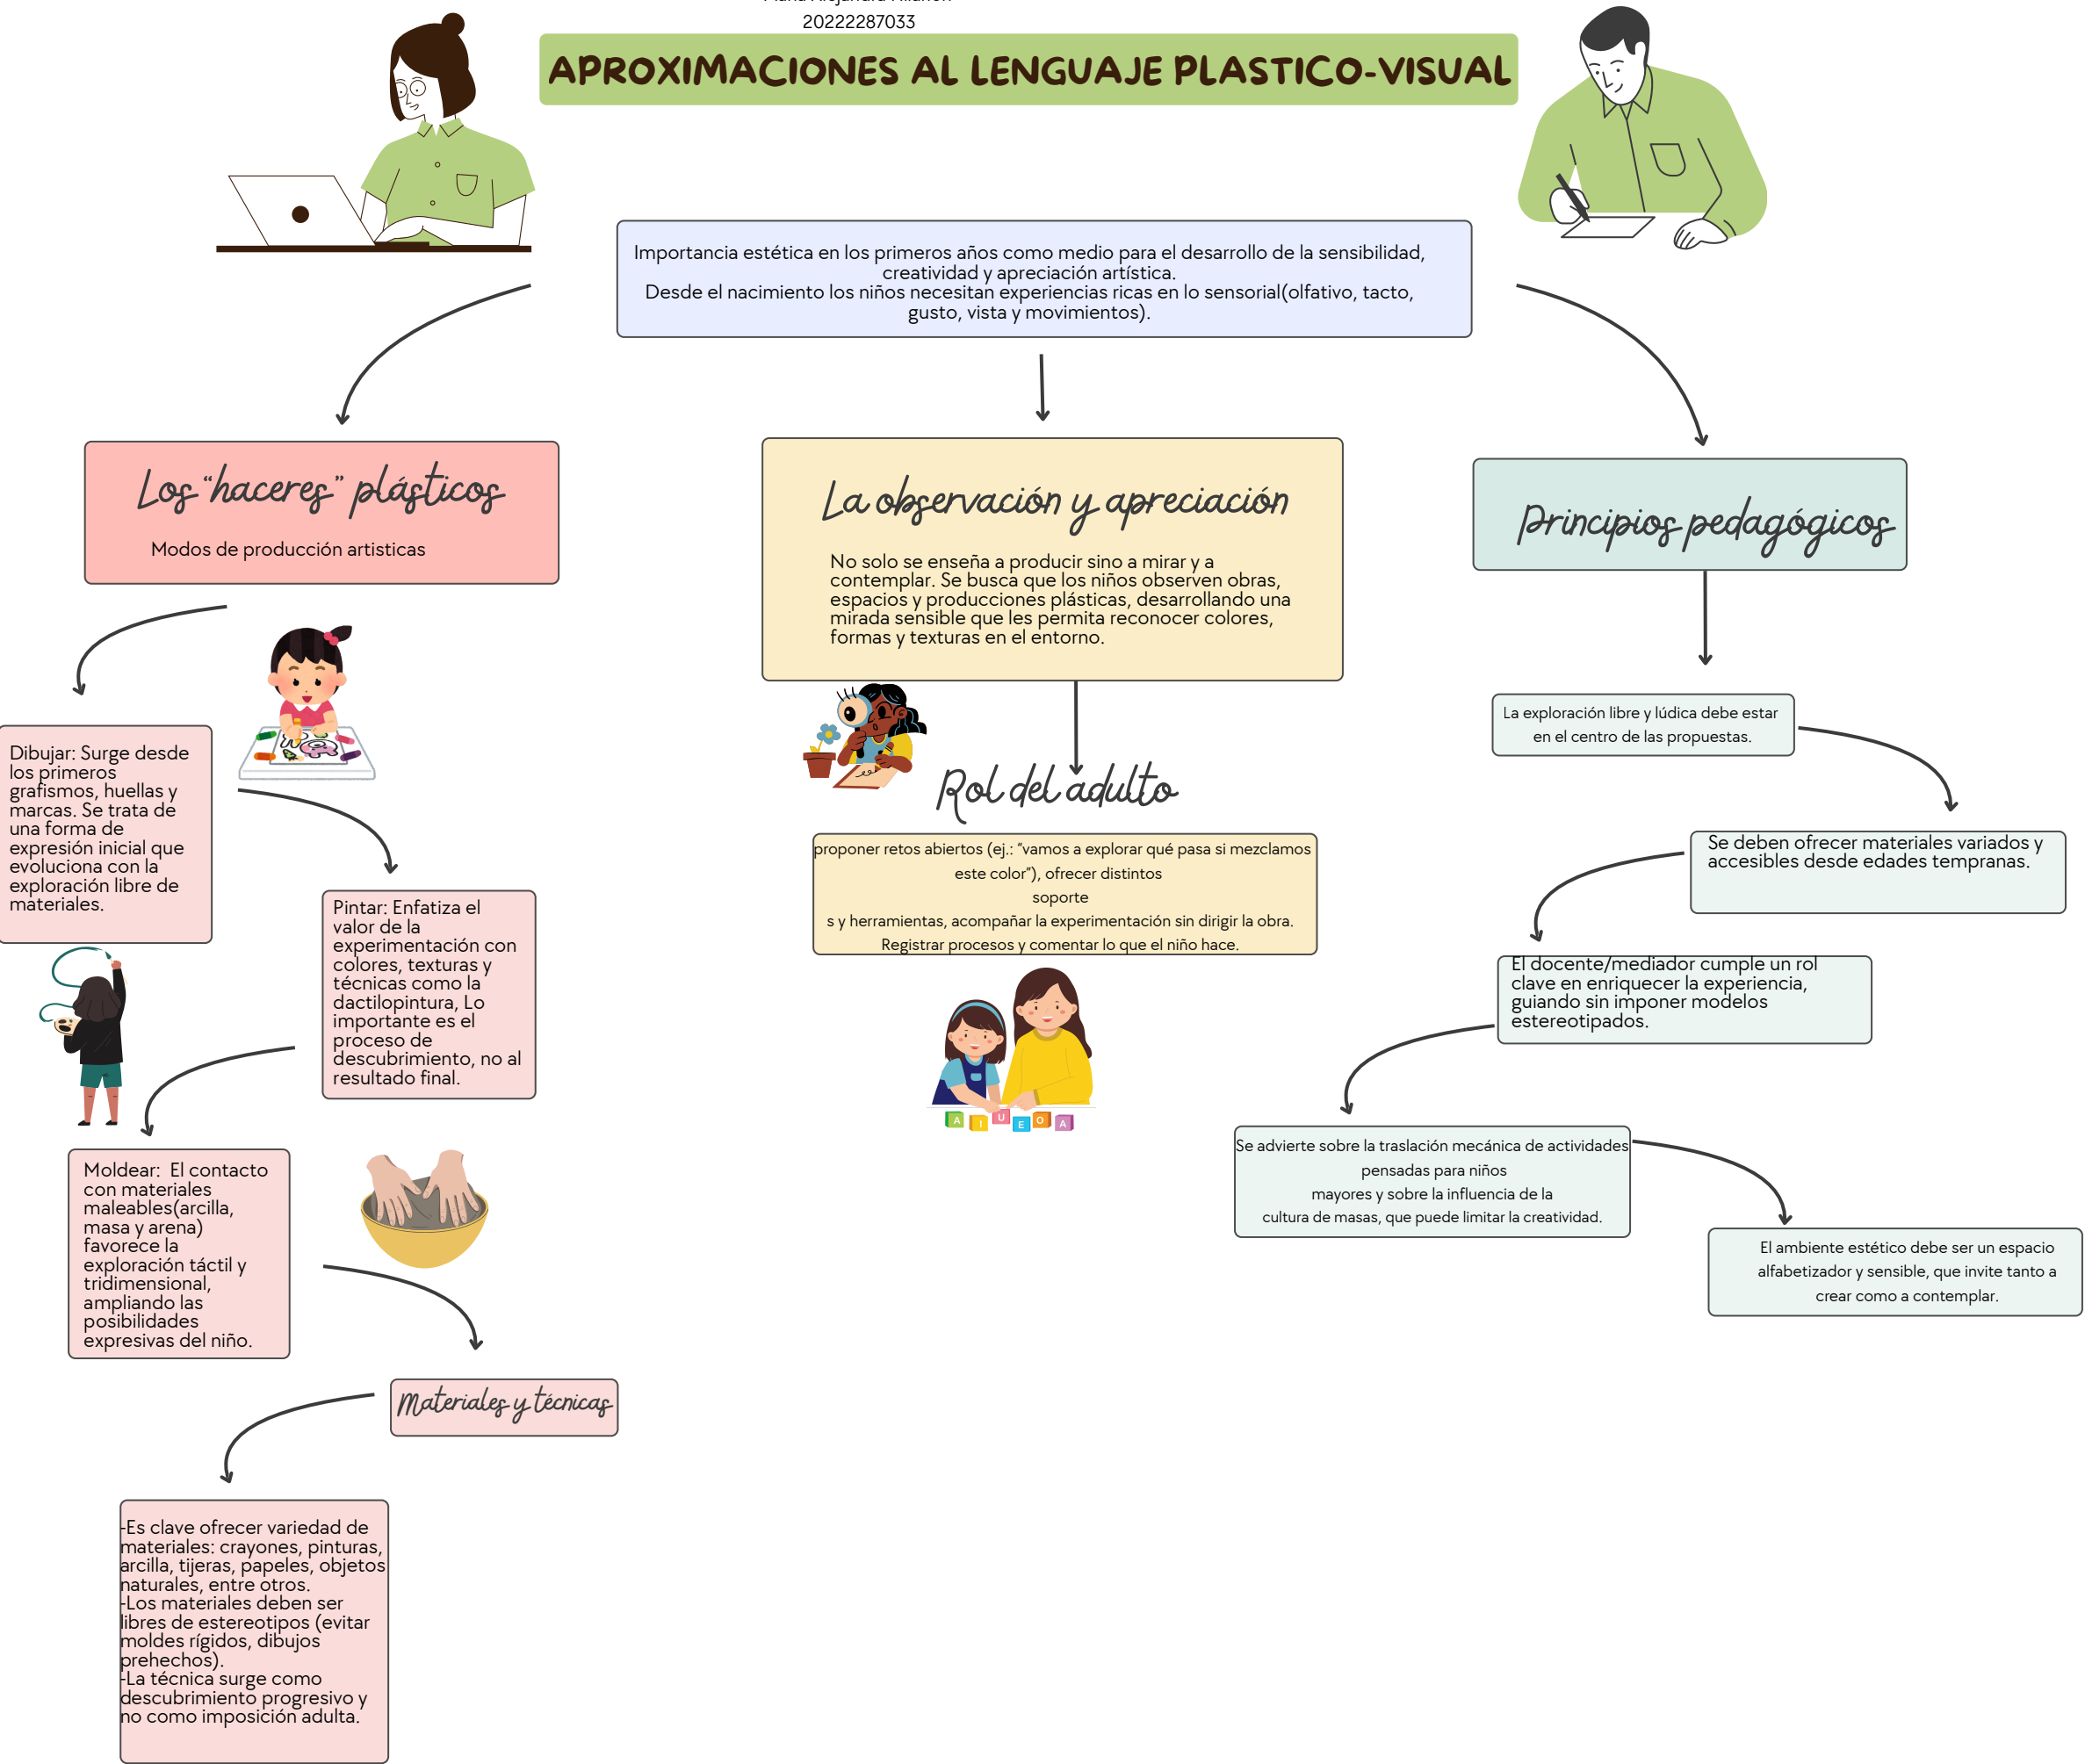 20222287033
APROXIMACIONES AL LENGUAJE PLASTICO-VISUAL
Importancia estética en los primeros años como medio para el desarrollo de la sensibilidad,
creatividad y apreciación artística.
Desde el nacimiento los niños necesitan experiencias ricas en lo sensorial(olfativo, tacto,
gusto, vista y movimientos).
Los "haceres" plásticos
Modos de producción artisticas
Dibujar: Surge desde
los primeros
grafismos, huellas y
marcas. Se trata de
una forma de
expresión inicial que
evoluciona con la
exploración libre de
materiales.
Pintar: Enfatiza el
valor de la
experimentación con
colores, texturas y
técnicas como la
dactilopintura, Lo
importante es el
proceso de
descubrimiento, no al
resultado final.
Moldear:  El contacto
con materiales
maleables(arcilla,
masa y arena)
favorece la
exploración táctil y
tridimensional,
ampliando las
posibilidades
expresivas del niño.
Materiales y técnicas
-Es clave ofrecer variedad de
materiales: crayones, pinturas,
arcilla, tijeras, papeles, objetos
naturales, entre otros.
-Los materiales deben ser
libres de estereotipos (evitar
moldes rígidos, dibujos
prehechos).
-La técnica surge como
descubrimiento progresivo y
no como imposición adulta.
La observación y apreciación
No solo se enseña a producir sino a mirar y a
contemplar. Se busca que los niños observen obras,
espacios y producciones plásticas, desarrollando una
mirada sensible que les permita reconocer colores,
formas y texturas en el entorno.
Rol del adulto
proponer retos abiertos (ej.: "vamos a explorar qué pasa si mezclamos
este color"), ofrecer distintos
soporte
s y herramientas, acompañar la experimentación sin dirigir la obra.
Registrar procesos y comentar lo que el niño hace.
A I U E O A
Principios pedagógicos
La exploración libre y lúdica debe estar
en el centro de las propuestas.
Se deben ofrecer materiales variados y
accesibles desde edades tempranas.
El docente/mediador cumple un rol
clave en enriquecer la experiencia,
guiando sin imponer modelos
estereotipados.
Se advierte sobre la traslación mecánica de actividades
pensadas para niños
mayores y sobre la influencia de la
cultura de masas, que puede limitar la creatividad.
El ambiente estético debe ser un espacio
alfabetizador y sensible, que invite tanto a
crear como a contemplar.